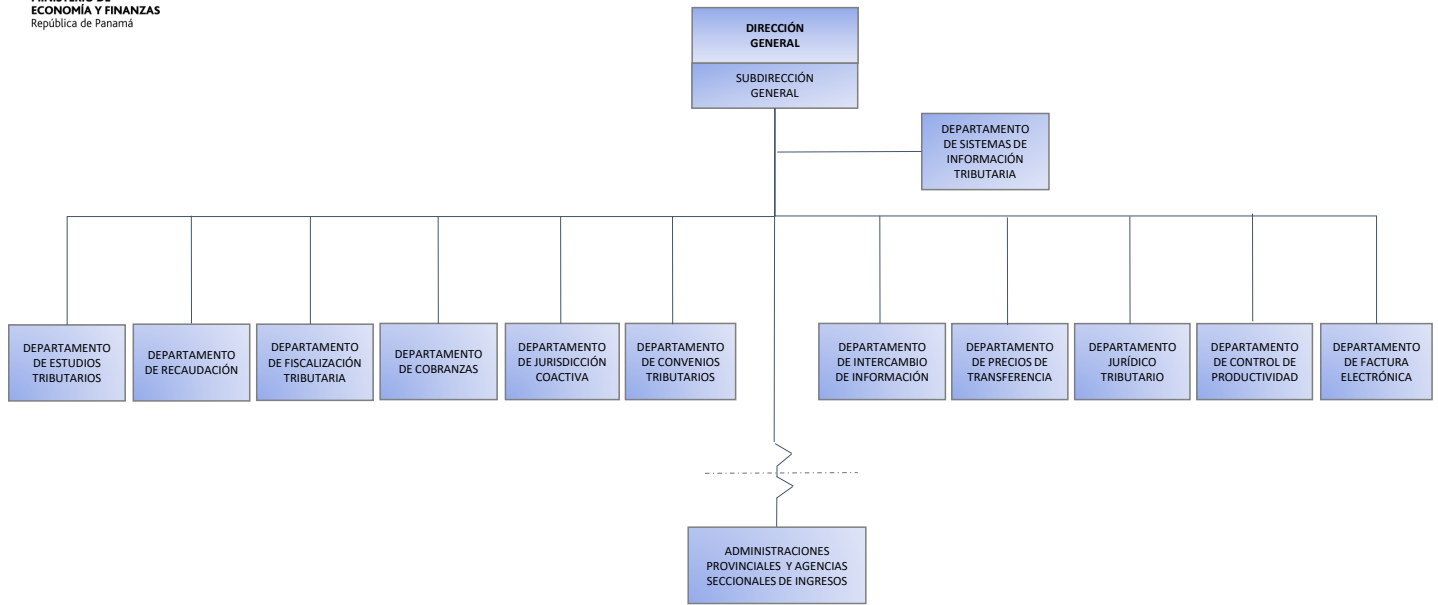 ECONOMÍA Y FINANZAS
República de Panamá
DIRECCIÓN
GENERAL
SUBDIRECCIÓN
GENERAL
DEPARTAMENTO
DE SISTEMAS DE
INFORMACIÓN
TRIBUTARIA
DEPARTAMENTO
DE ESTUDIOS
TRIBUTARIOS
DEPARTAMENTO
DE RECAUDACIÓN
DEPARTAMENTO
DE FISCALIZACIÓN
TRIBUTARIA
DEPARTAMENTO
DE COBRANZAS
DEPARTAMENTO
DE JURISDICCIÓN
COACTIVA
DEPARTAMENTO
DE CONVENIOS
TRIBUTARIOS
DEPARTAMENTO
DE INTERCAMBIO
DE INFORMACIÓN
DEPARTAMENTO
DE PRECIOS DE
TRANSFERENCIA
DEPARTAMENTO
JURÍDICO
TRIBUTARIO
DEPARTAMENTO
DE CONTROL DE
PRODUCTIVIDAD
DEPARTAMENTO
DE FACTURA
ELECTRÓNICA
ADMINISTRACIONES
PROVINCIALES Y AGENCIAS
SECCIONALES DE INGRESOS